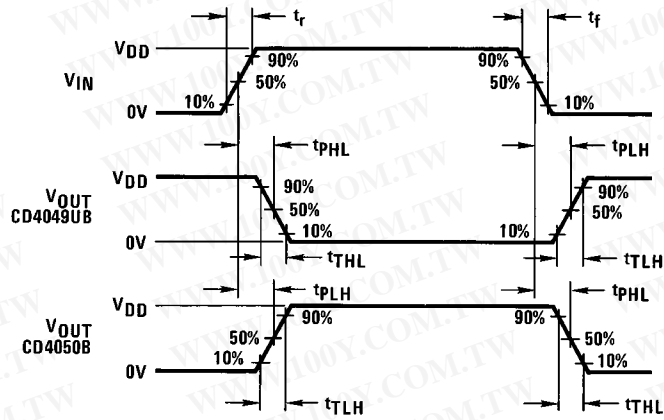 tr
tf
VDD
VIN
90%
90%
50%
50%
10%
10%
0V
tPHL
tPLH
VDD
VOUT
CD4049UB
90%
90%
50%
50%
10%
10%
0V
tTHL
tTLH
tPLH
tPHL
VDD
VOUT
CD4050B
90%
90%
50%
50%
10%
10%
0V
tTLH
tTHL
WWW.100Y.COM.TW